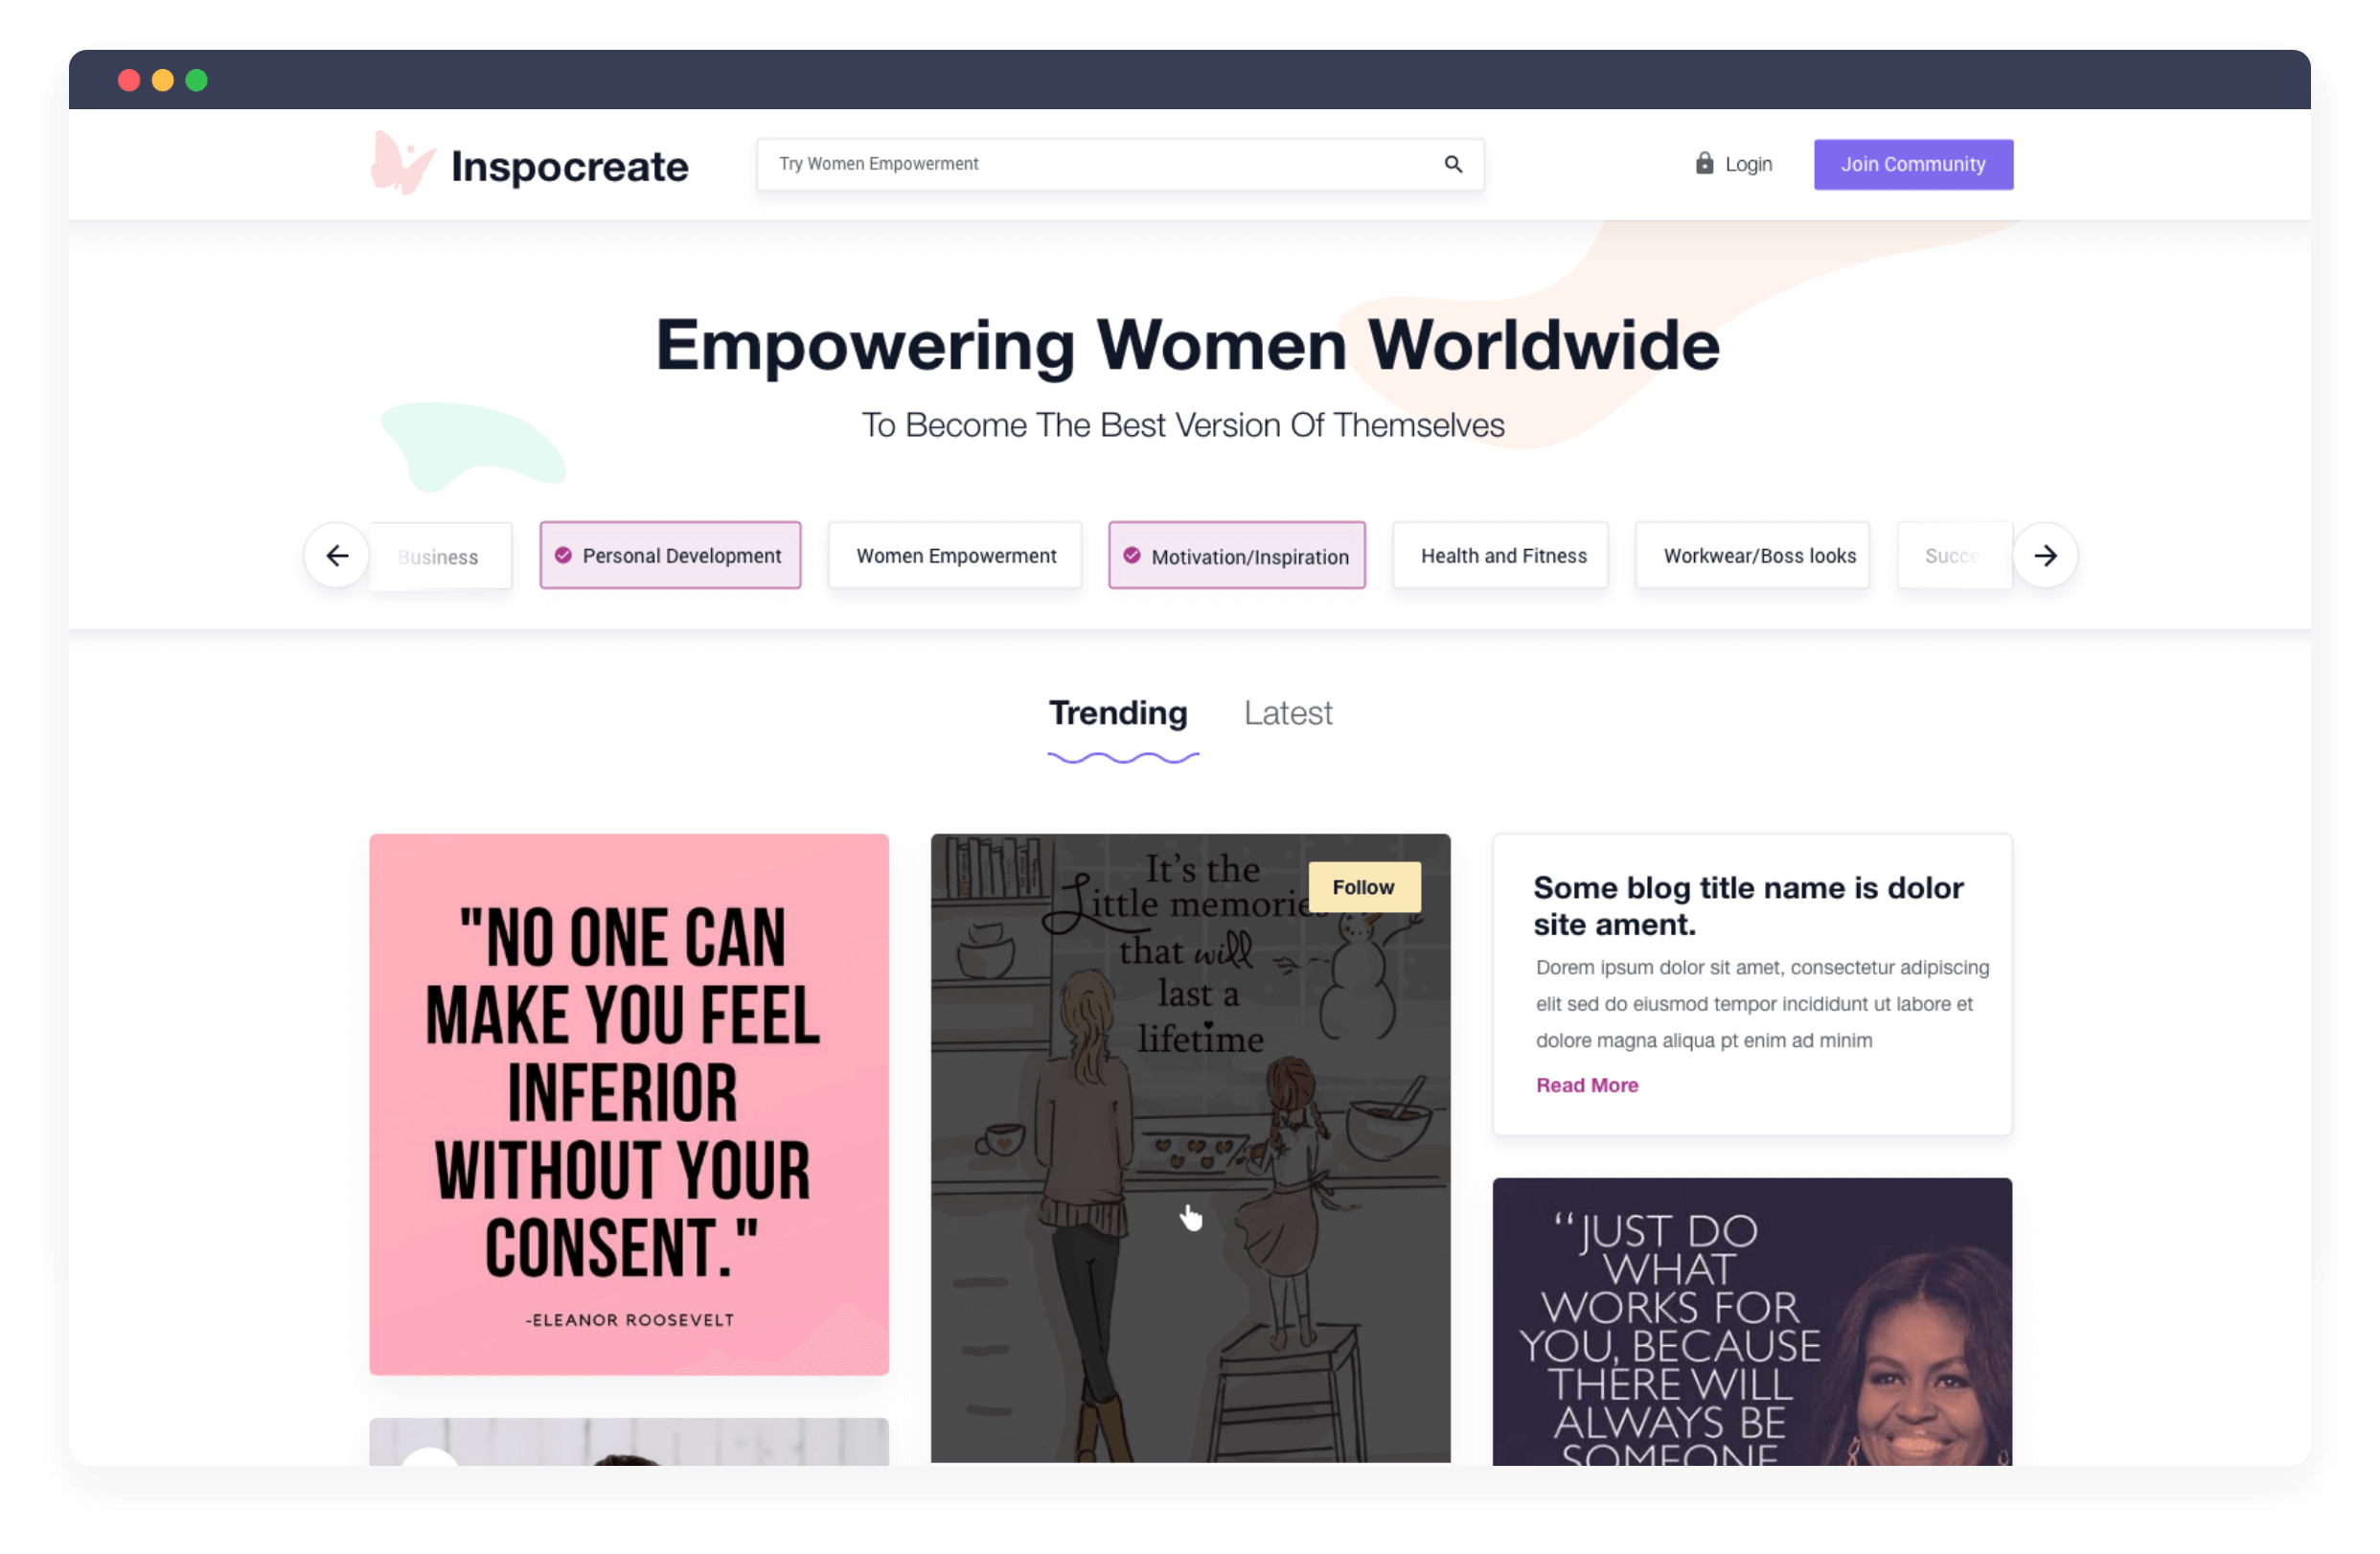 Inspocreate
Try Women Empowerment
Login
Join Community
Empowering Women Worldwide
To Become The Best Version Of Themselves
Business
Personal Development
Women Empowerment
Motivation/Inspiration
Health and Fitness
Workwear/Boss looks
Succe
Trending
Latest
"NO ONE CAN
MAKE YOU FEEL
INFERIOR
WITHOUT YOUR
CONSENT."
-ELEANOR ROOSEVELT
It's the
Little memories
that will
last a
lifetime
Follow
Some blog title name is dolor
site ament.
Dorem ipsum dolor sit amet, consectetur adipiscing
elit sed do eiusmod tempor incididunt ut labore et
dolore magna aliqua pt enim ad minim
Read More
“JUST DO
WHAT
WORKS FOR
YOU, BECAUSE
THERE WILL
ALWAYS BE
SOMEONE